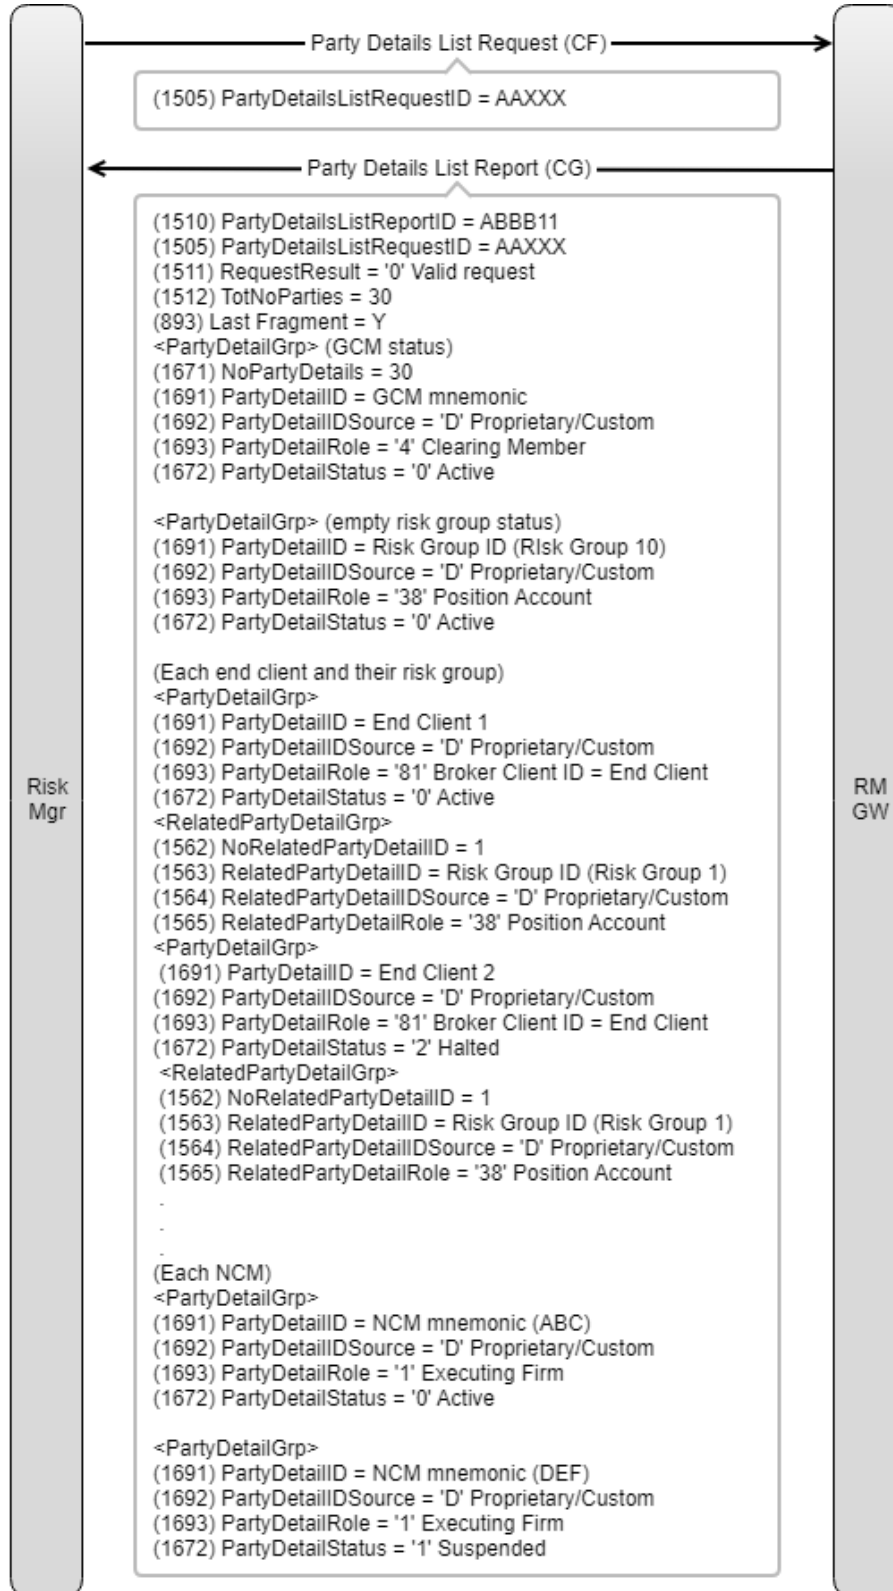 Party Details List Request (CF)
(1505) PartyDetailsListRequestID = AAXXX
Party Details List Report (CG)
(1510) PartyDetailsListReportID = ABBB11
(1505) PartyDetailsListRequestID = AAXXX
(1511) RequestResult = '0' Valid request
(1512) TotNoParties = 30
(893) Last Fragment = Y
<PartyDetailGrp> (GCM status)
(1671) NoPartyDetails = 30
(1691) PartyDetailID = GCM mnemonic
(1692) PartyDetailIDSource = 'D' Proprietary/Custom
(1693) PartyDetailRole = '4' Clearing Member
(1672) PartyDetailStatus = '0' Active
<PartyDetailGrp> (empty risk group status)
(1691) PartyDetailID = Risk Group ID (RIsk Group 10)
(1692) PartyDetailIDSource = 'D' Proprietary/Custom
(1693) PartyDetailRole = '38' Position Account
(1672) PartyDetailStatus = '0' Active
(Each end client and their risk group)
<PartyDetailGrp>
(1691) PartyDetailID = End Client 1
(1692) PartyDetailIDSource = 'D' Proprietary/Custom
(1693) PartyDetailRole = '81' Broker Client ID = End Client
(1672) PartyDetailStatus = '0' Active
<RelatedPartyDetailGrp>
(1562) NoRelatedPartyDetailID = 1
(1563) RelatedPartyDetailID = Risk Group ID (Risk Group 1)
(1564) RelatedPartyDetailIDSource = 'D' Proprietary/Custom
(1565) RelatedPartyDetailRole = '38' Position Account
<PartyDetailGrp>
(1691) PartyDetailID = End Client 2
(1692) PartyDetailIDSource = 'D' Proprietary/Custom
(1693) PartyDetailRole = '81' Broker Client ID = End Client
(1672) PartyDetailStatus = '2' Halted
<RelatedPartyDetailGrp>
(1562) NoRelatedPartyDetailID = 1
(1563) RelatedPartyDetailID = Risk Group ID (Risk Group 1)
(1564) RelatedPartyDetailIDSource = 'D' Proprietary/Custom
(1565) RelatedPartyDetailRole = '38' Position Account
.
.
.
(Each NCM)
<PartyDetailGrp>
(1691) PartyDetailID = NCM mnemonic (ABC)
(1692) PartyDetailIDSource = 'D' Proprietary/Custom
(1693) PartyDetailRole = '1' Executing Firm
(1672) PartyDetailStatus = '0' Active
<PartyDetailGrp>
(1691) PartyDetailID = NCM mnemonic (DEF)
(1692) PartyDetailIDSource = 'D' Proprietary/Custom
(1693) PartyDetailRole = '1' Executing Firm
(1672) PartyDetailStatus = '1' Suspended
Risk
Mgr
RM
GW